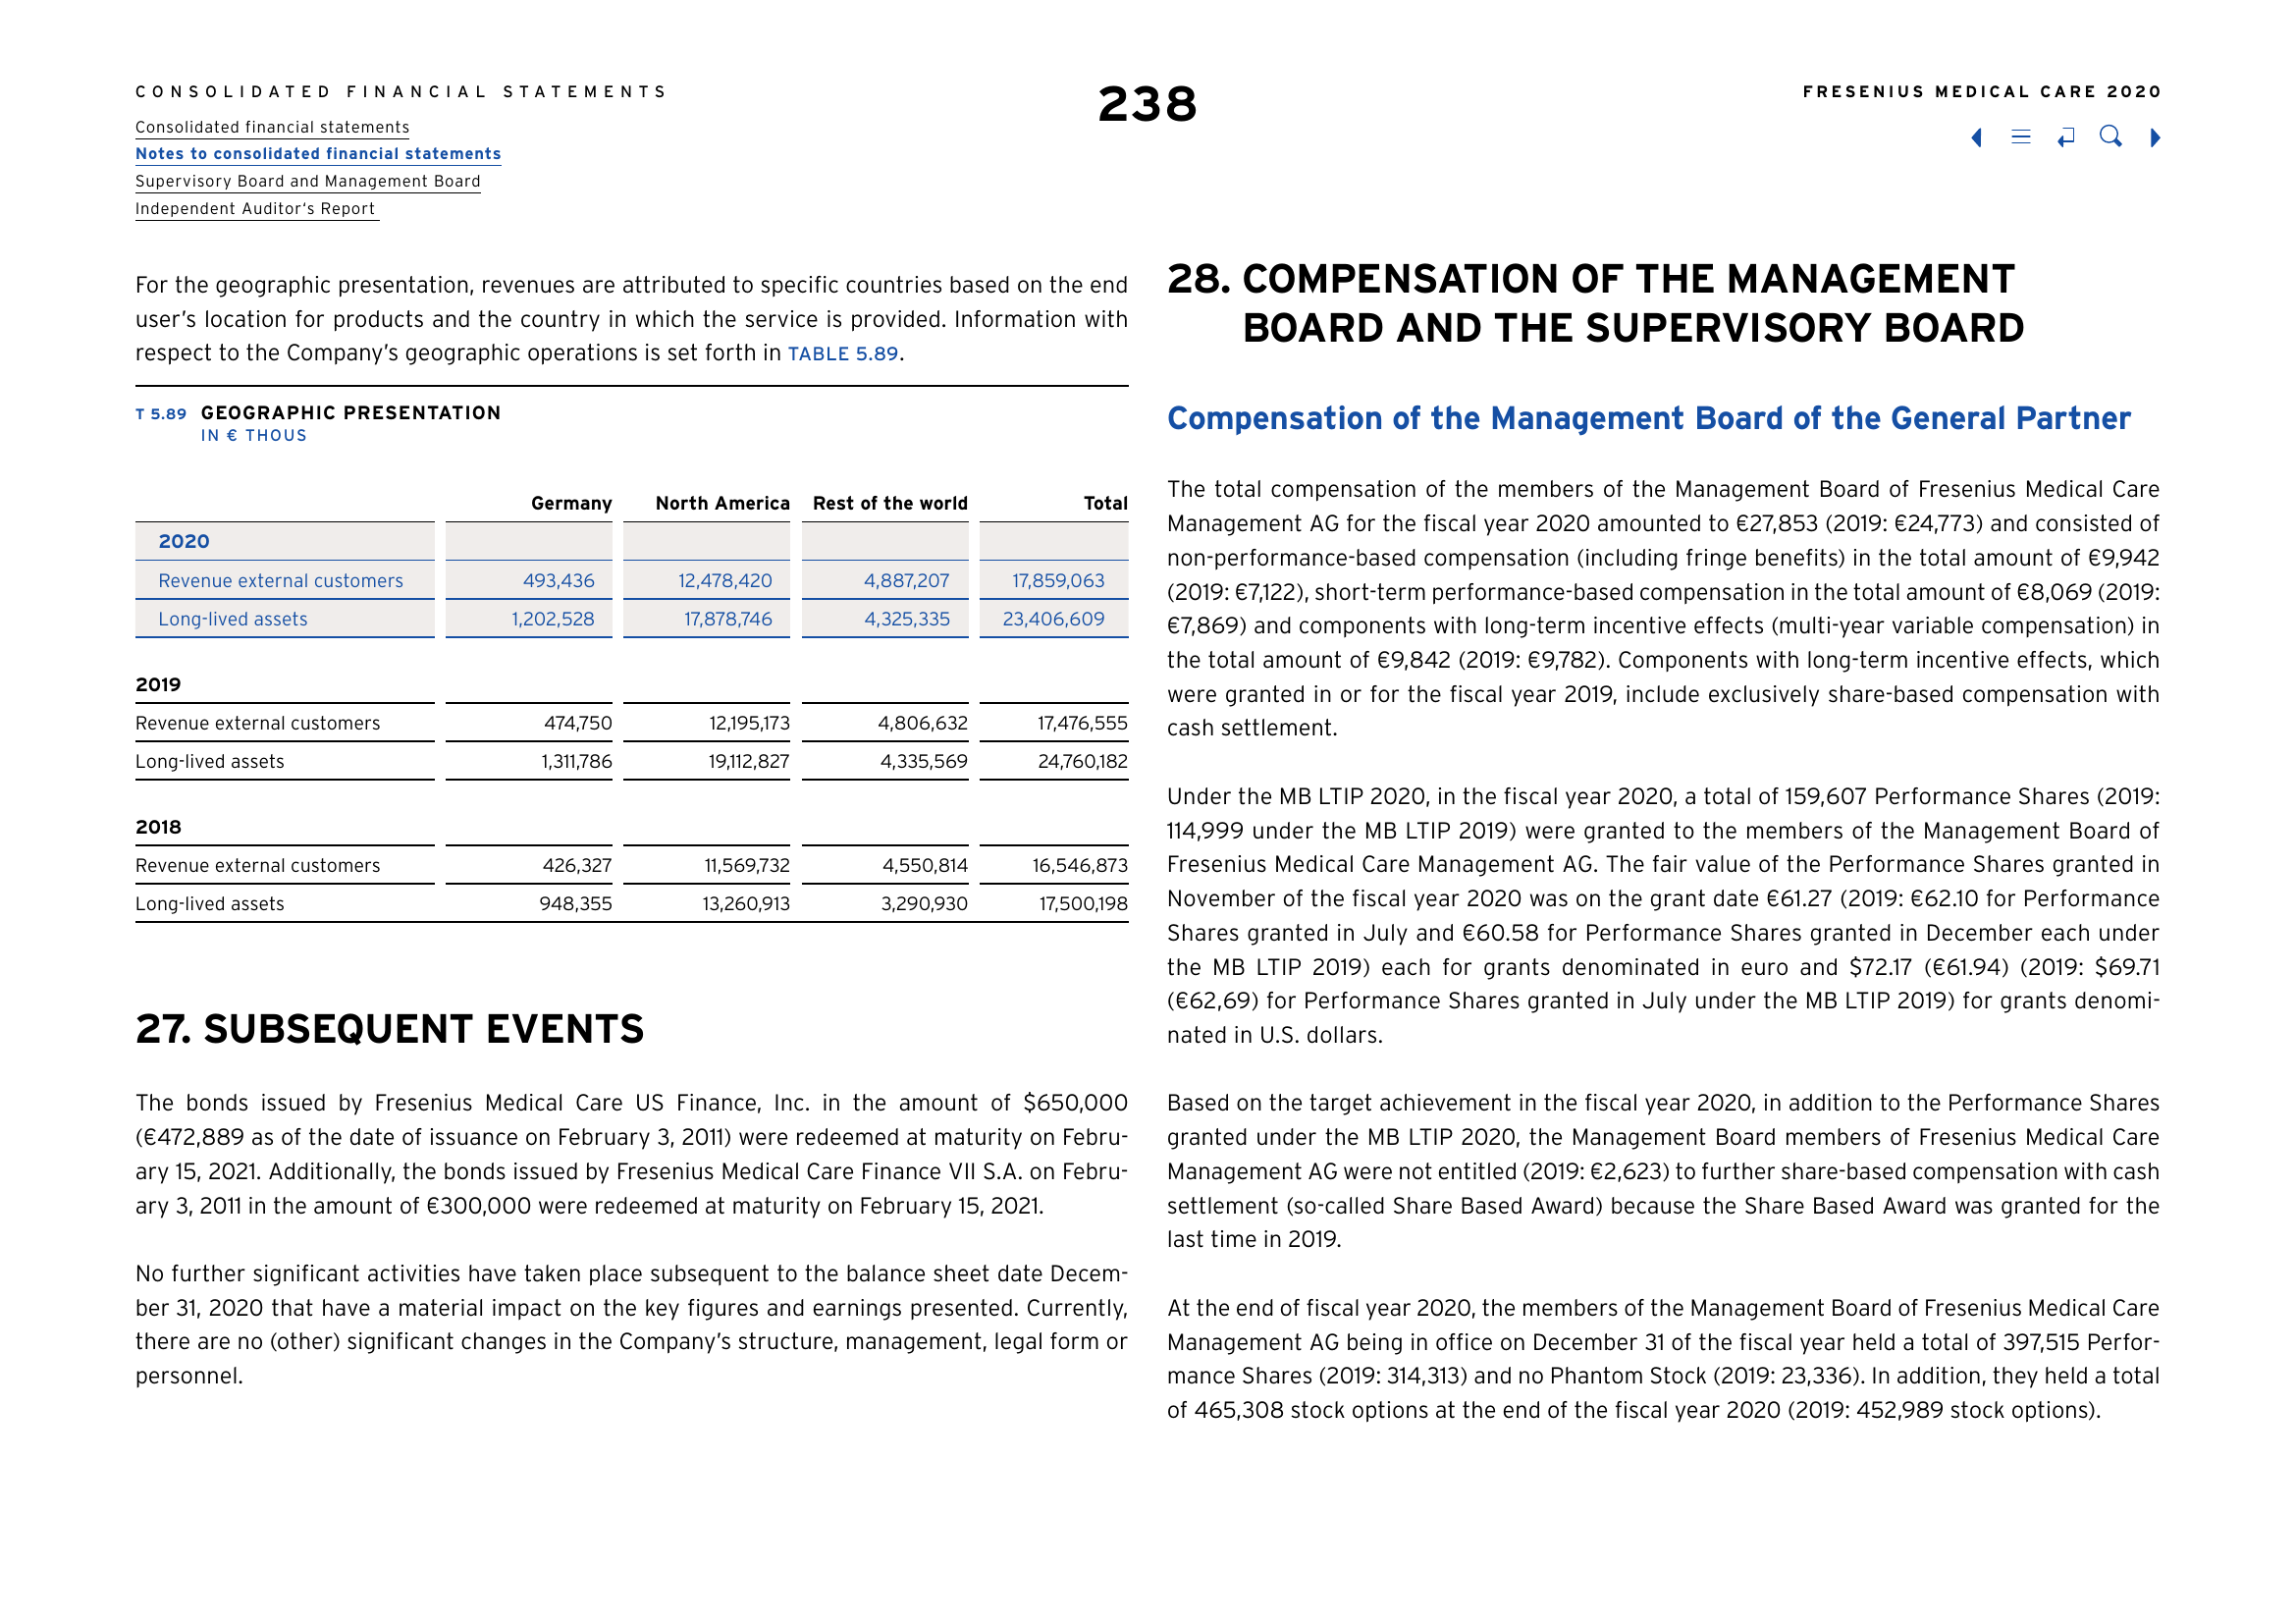 CONSOLIDATED FINANCIAL STATEMENTS
Consolidated financial statements
Notes to consolidated financial statements
Supervisory Board and Management Board
Independent Auditor‘s Report
238
FRESENIUS MEDICAL CARE 2020
For the geographic presentation, revenues are attributed to specific countries based on the end
user’s location for products and the country in which the service is provided. Information with
respect to the Company’s geographic operations is set forth in TABLE 5.89.
T 5.89 GEOGRAPHIC PRESENTATION
IN € THOUS
Germany North America Rest of the world Total
2020
Revenue external customers 493,436 12,478,420 4,887,207 17,859,063
Long-lived assets 1,202,528 17,878,746 4,325,335 23,406,609
2019
Revenue external customers 474,750 12,195,173 4,806,632 17,476,555
Long-lived assets 1,311,786 19,112,827 4,335,569 24,760,182
2018
Revenue external customers 426,327 11,569,732 4,550,814 16,546,873
Long-lived assets 948,355 13,260,913 3,290,930 17,500,198
27. SUBSEQUENT EVENTS
The bonds issued by Fresenius Medical Care US Finance, Inc. in the amount of $650,000
(€472,889 as of the date of issuance on February 3, 2011) were redeemed at maturity on Febru-
ary 15, 2021. Additionally, the bonds issued by Fresenius Medical Care Finance VII S.A. on Febru-
ary 3, 2011 in the amount of €300,000 were redeemed at maturity on February 15, 2021.
No further significant activities have taken place subsequent to the balance sheet date Decem-
ber 31, 2020 that have a material impact on the key figures and earnings presented. Currently,
there are no (other) significant changes in the Company’s structure, management, legal form or
personnel.
28. COMPENSATION OF THE MANAGEMENT
BOARD AND THE SUPERVISORY BOARD
Compensation of the Management Board of the General Partner
The total compensation of the members of the Management Board of Fresenius Medical Care
Management AG for the fiscal year 2020 amounted to €27,853 (2019: €24,773) and consisted of
non-performance-based compensation (including fringe benefits) in the total amount of €9,942
(2019: €7,122), short-term performance-based compensation in the total amount of €8,069 (2019:
€7,869) and components with long-term incentive effects (multi-year variable compensation) in
the total amount of €9,842 (2019: €9,782). Components with long-term incentive effects, which
were granted in or for the fiscal year 2019, include exclusively share-based compensation with
cash settlement.
Under the MB LTIP 2020, in the fiscal year 2020, a total of 159,607 Performance Shares (2019:
114,999 under the MB LTIP 2019) were granted to the members of the Management Board of
Fresenius Medical Care Management AG. The fair value of the Performance Shares granted in
November of the fiscal year 2020 was on the grant date €61.27 (2019: €62.10 for Performance
Shares granted in July and €60.58 for Performance Shares granted in December each under
the MB LTIP 2019) each for grants denominated in euro and $72.17 (€61.94) (2019: $69.71
(€62,69) for Performance Shares granted in July under the MB LTIP 2019) for grants denomi-
nated in U.S. dollars.
Based on the target achievement in the fiscal year 2020, in addition to the Performance Shares
granted under the MB LTIP 2020, the Management Board members of Fresenius Medical Care
Management AG were not entitled (2019: €2,623) to further share-based compensation with cash
settlement (so-called Share Based Award) because the Share Based Award was granted for the
last time in 2019.
At the end of fiscal year 2020, the members of the Management Board of Fresenius Medical Care
Management AG being in office on December 31 of the fiscal year held a total of 397,515 Perfor-
mance Shares (2019: 314,313) and no Phantom Stock (2019: 23,336). In addition, they held a total
of 465,308 stock options at the end of the fiscal year 2020 (2019: 452,989 stock options).